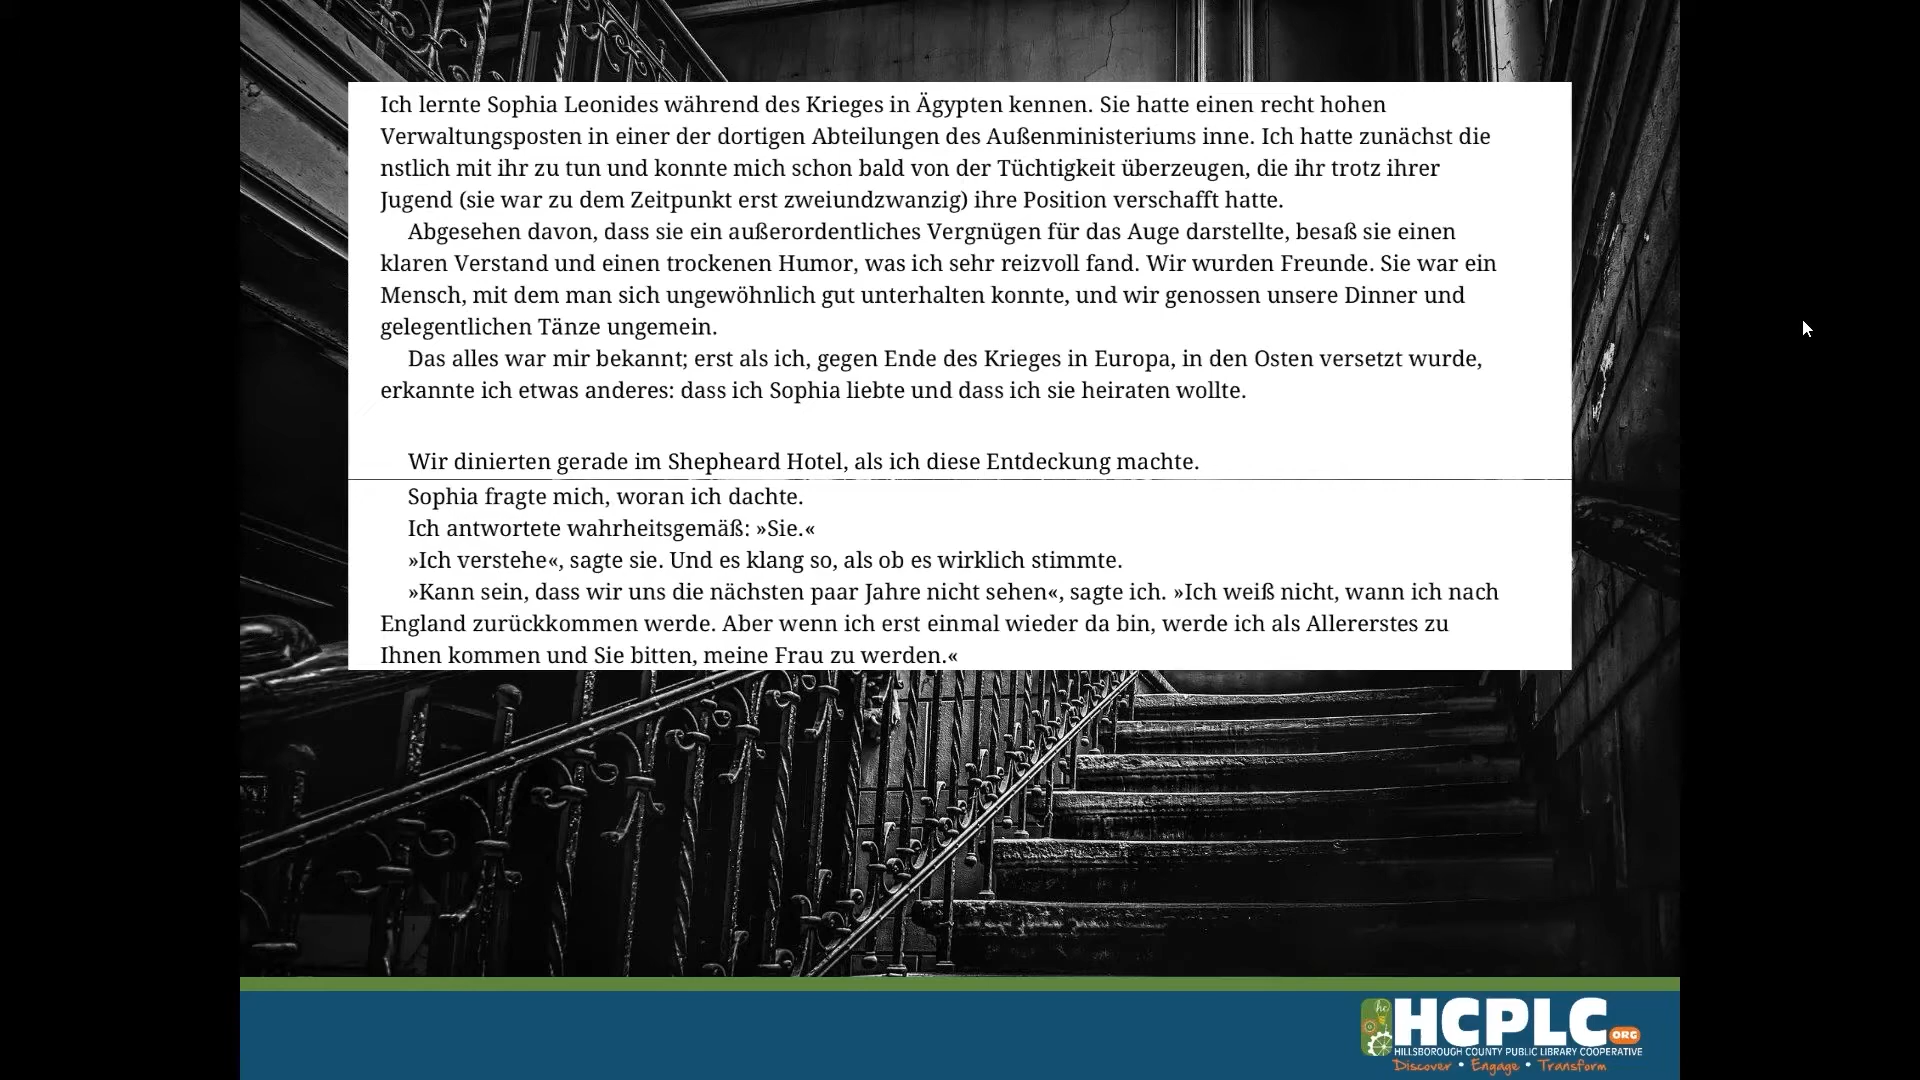 Ich lernte Sophia Leonides während des Krieges in Ägypten kennen. Sie hatte einen recht hohen
Verwaltungsposten in einer der dortigen Abteilungen des Außenministeriums inne. Ich hatte zunächst die
nstlich mit ihr zu tun und konnte mich schon bald von der Tüchtigkeit überzeugen, die ihr trotz ihrer
Jugend (sie war zu dem Zeitpunkt erst zweiundzwanzig) ihre Position verschafft hatte.
Abgesehen davon, dass sie ein außerordentliches Vergnügen für das Auge darstellte, besaß sie einen
klaren Verstand und einen trockenen Humor, was ich sehr reizvoll fand. Wir wurden Freunde. Sie war ein
Mensch, mit dem man sich ungewöhnlich gut unterhalten konnte, und wir genossen unsere Dinner und
gelegentlichen Tänze ungemein.
Das alles war mir bekannt; erst als ich, gegen Ende des Krieges in Europa, in den Osten versetzt wurde,
erkannte ich etwas anderes: dass ich Sophia liebte und dass ich sie heiraten wollte.
Wir dinierten gerade im Shepheard Hotel, als ich diese Entdeckung machte.
Sophia fragte mich, woran ich dachte.
Ich antwortete wahrheitsgemäß: »Sie.«
»Ich verstehe«, sagte sie. Und es klang so, als ob es wirklich stimmte.
»Kann sein, dass wir uns die nächsten paar Jahre nicht sehen«, sagte ich. »Ich weiß nicht, wann ich nach
England zurückkommen werde. Aber wenn ich erst einmal wieder da bin, werde ich als Allererstes zu
Ihnen kommen und Sie bitten, meine Frau zu werden.«
hc
HCPLC.ORG
HILLSBOROUGH COUNTY PUBLIC LIBRARY COOPERATIVE
Discover • Engage • Transform